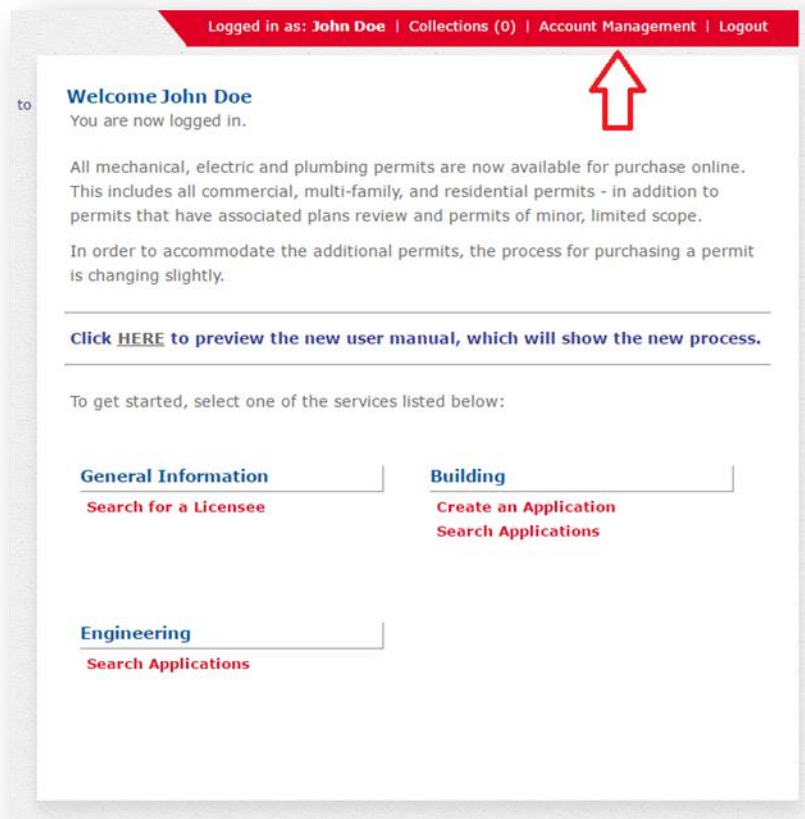 Logged in as: John Doe | Collections (0) | Account Management | Logout
to
Welcome John Doe
You are now logged in.
All mechanical, electric and plumbing permits are now available for purchase online.
This includes all commercial, multi-family, and residential permits - in addition to
permits that have associated plans review and permits of minor, limited scope.
In order to accommodate the additional permits, the process for purchasing a permit
is changing slightly.
Click HERE to preview the new user manual, which will show the new process.
To get started, select one of the services listed below:
General Information
Search for a Licensee
Building
Create an Application
Search Applications
Engineering
Search Applications